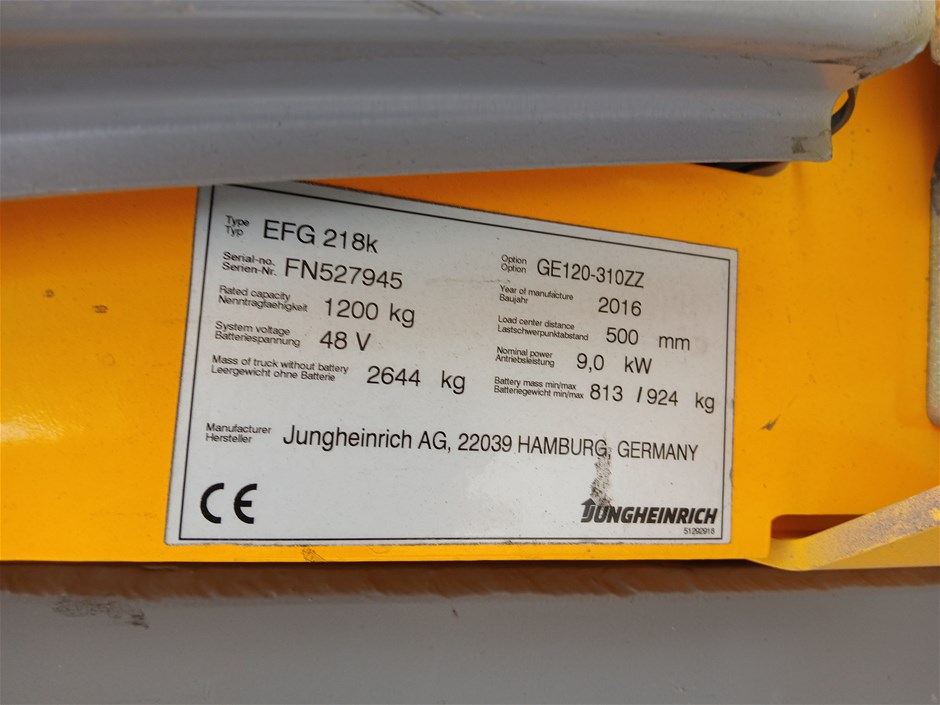 Type
Typ EFG 218k
Option
Option GE120-310ZZ
Serial-no.
Serien-Nr. FN527945
Year of manufacture
Baujahr 2016
Rated capacity
Nenntragfaehigkeit 1200 kg
Load center distance
Lastschwerpunktabstand 500 mm
System voltage
Batteriespannung 48 V
Nominal power
Antriebsleistung 9,0 kW
Mass of truck without battery
Leergewicht ohne Batterie 2644 kg
Battery mass min/max
Batteriegewicht min/max 813 / 924 kg
Manufacturer
Hersteller Jungheinrich AG, 22039 HAMBURG, GERMANY
CE
JUNGHEINRICH
51292918